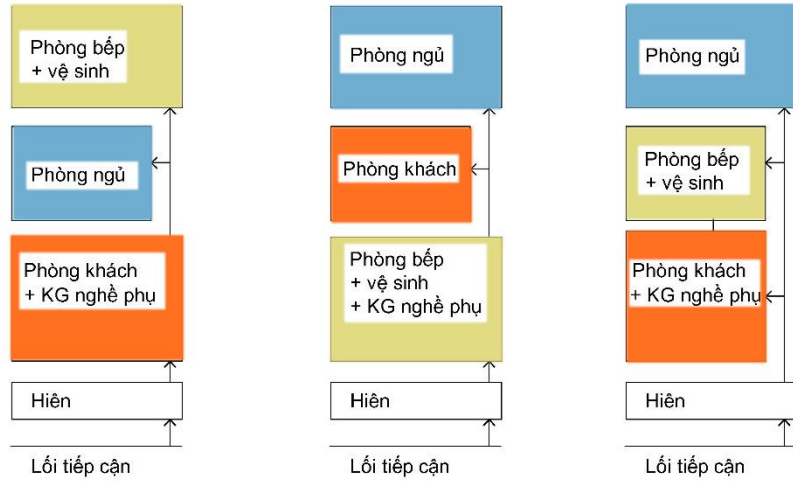 Phòng bếp
+ vệ sinh
Phòng ngủ
Phòng khách
+ KG nghề phụ
Hiên
Lối tiếp cận
Phòng ngủ
Phòng khách
Phòng bếp
+ vệ sinh
+ KG nghề phụ
Hiên
Lối tiếp cận
Phòng ngủ
Phòng bếp
+ vệ sinh
Phòng khách
+ KG nghề phụ
Hiên
Lối tiếp cận